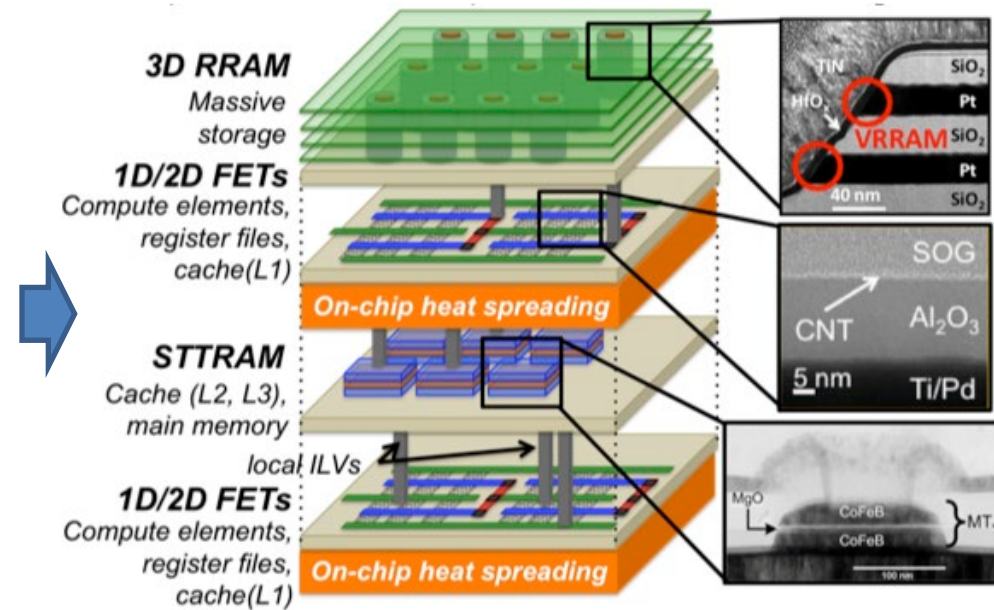 3D RRAM
Massive
storage
1D/2D FETs
Compute elements,
register files,
cache(L1)
On-chip heat spreading
STTRAM
Cache (L2, L3),
main memory
local ILVs
1D/2D FETs
Compute elements,
register files,
cache(L1)
On-chip heat spreading
TiN
HfO2
VRRAM
40 nm
SiO2
Pt
SiO2
Pt
SiO2
SOG
CNT
Al2O3
5 nm
Ti/Pd
MgO
CoFeB
CoFeB
100 nm